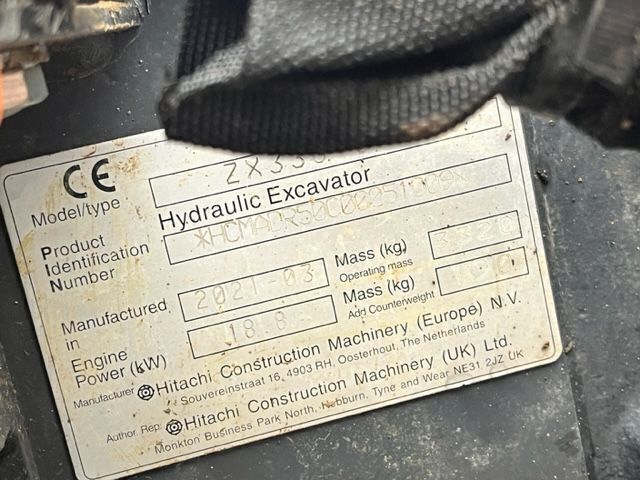 CE
Model/type
Hydraulic Excavator
Product
Identification
Number
Manufactured 2021-03 Mass (kg)
in Operating mass
Engine 18.8 Mass (kg)
Power (kW) Add Counterweight
Manufacturer Hitachi Construction Machinery (Europe) N.V.
Souvereinstraat 16, 4903 RH, Oosterhout, The Netherlands
Author. Rep: Hitachi Construction Machinery (UK) Ltd.
Monkton Business Park North, Hebburn, Tyne and Wear NE31 2JZ UK